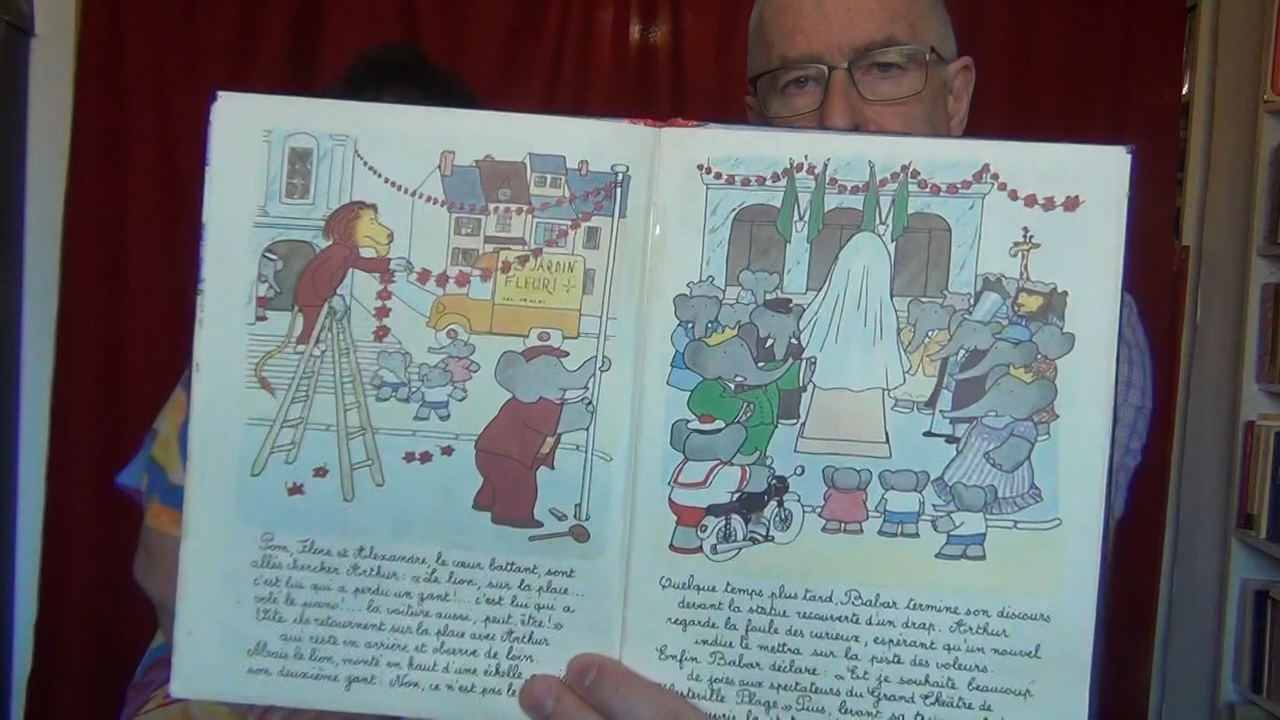 JARDIN
FLEURI
Pom, Flore et Alexandre, le cœur battant, sont
allés chercher Arthur : « Le lion, sur la place...
c'est lui qui a perdu un gant !... c'est lui qui a
volé le piano !... la voiture aussi, peut-être ! »
Vite ils retournent sur la place avec Arthur
qui reste en arrière et observe de loin.
Mais le lion, monté en haut d'une échelle
son deuxième gant : Non, ce n'est pas le
Quelque temps plus tard, Babar termine son discours
devant la statue recouverte d'un drap. Arthur
regarde la foule des curieux, espérant qu'un nouvel
indice le mettra sur la piste des voleurs.
Enfin Babar déclare : « Et je souhaite beaucoup
de joies aux spectateurs du Grand Théâtre de
Plage » Puis, levant sa